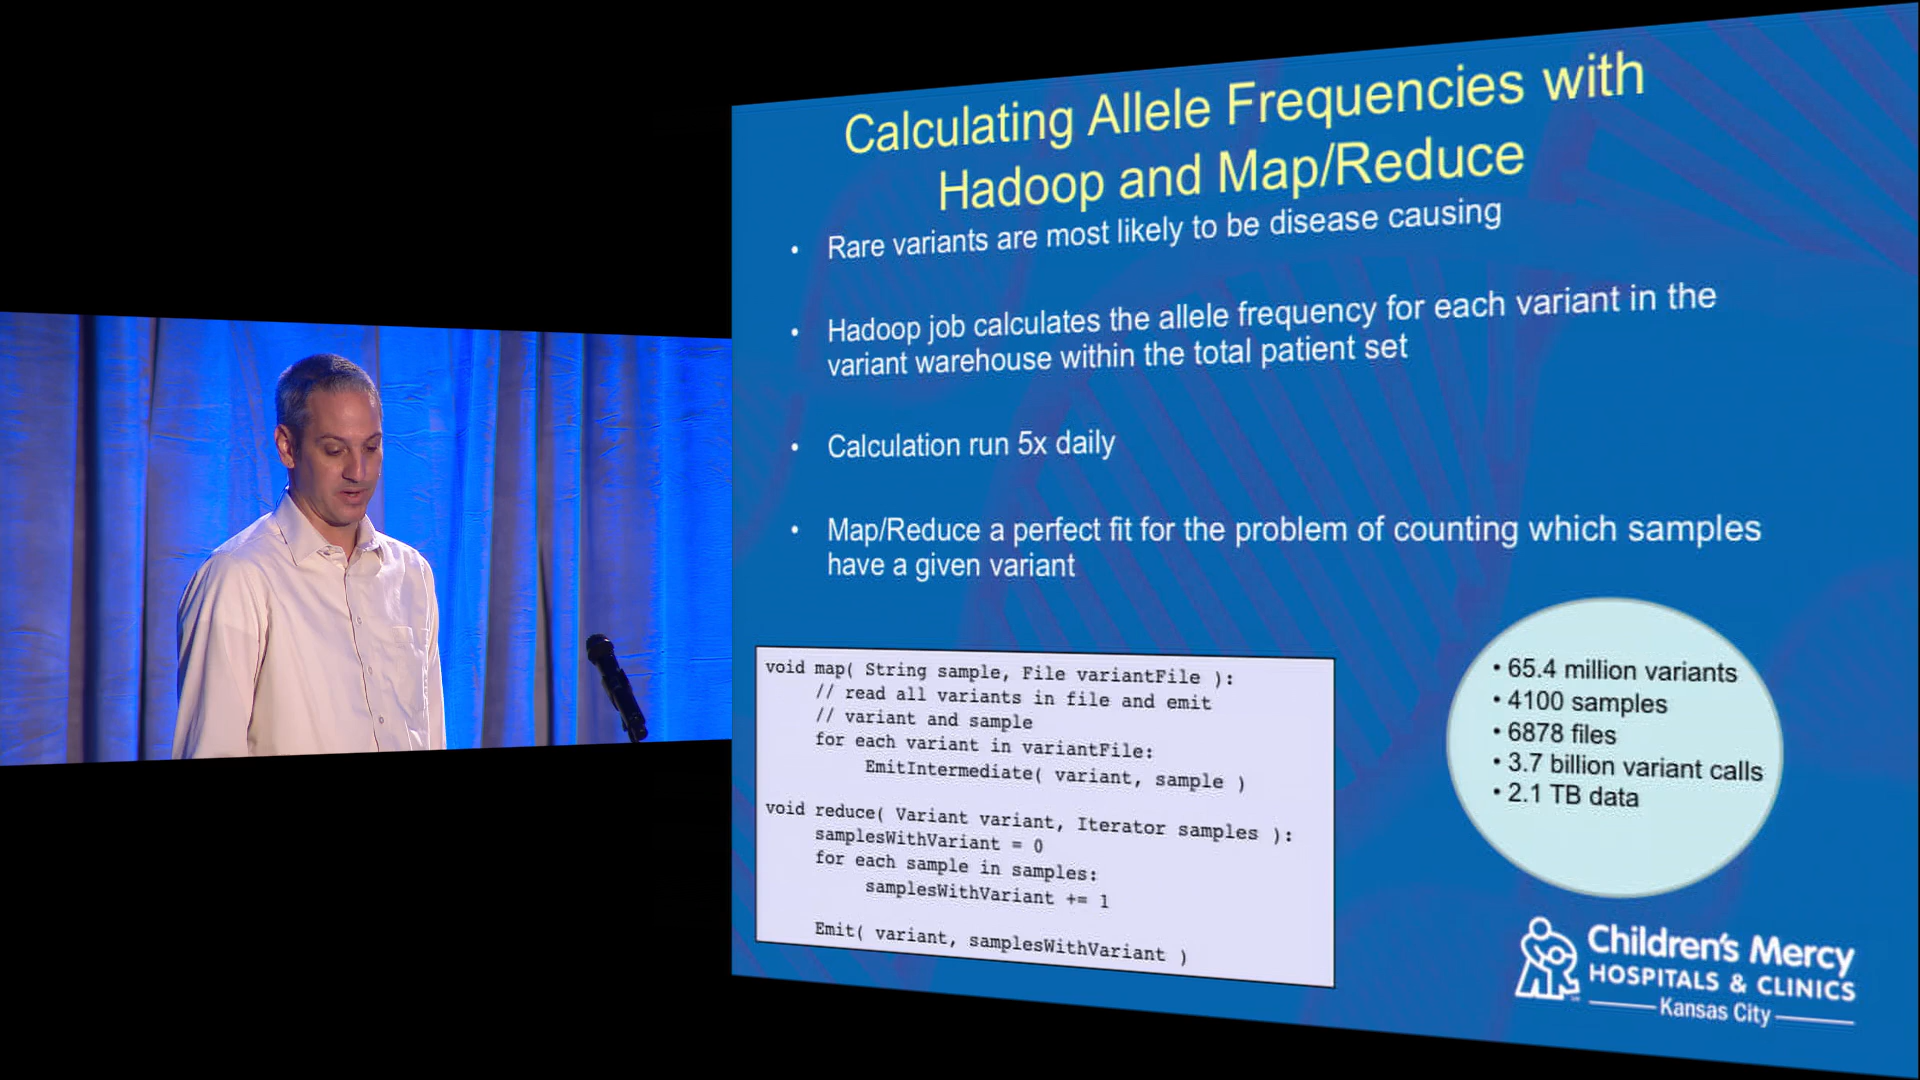 Calculating Allele Frequencies with
Hadoop and Map/Reduce
• Rare variants are most likely to be disease causing
• Hadoop job calculates the allele frequency for each variant in the
variant warehouse within the total patient set
• Calculation run 5x daily
• Map/Reduce a perfect fit for the problem of counting which samples
have a given variant
void map( String sample, File variantFile ):
// read all variants in file and emit
// variant and sample
for each variant in variantFile:
EmitIntermediate( variant, sample )
void reduce( Variant variant, Iterator samples ):
samplesWithVariant = 0
for each sample in samples:
samplesWithVariant += 1
Emit( variant, samplesWithVariant )
• 65.4 million variants
• 4100 samples
• 6878 files
• 3.7 billion variant calls
• 2.1 TB data
Children's Mercy
HOSPITALS & CLINICS
Kansas City